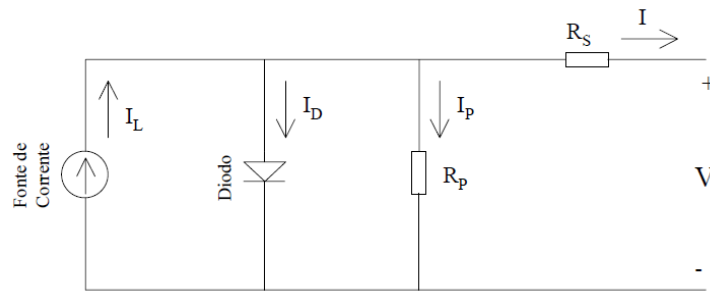 I
R_S
+
I_L
I_D
I_P
Fonte de
Corrente
Diodo
R_P
V
-